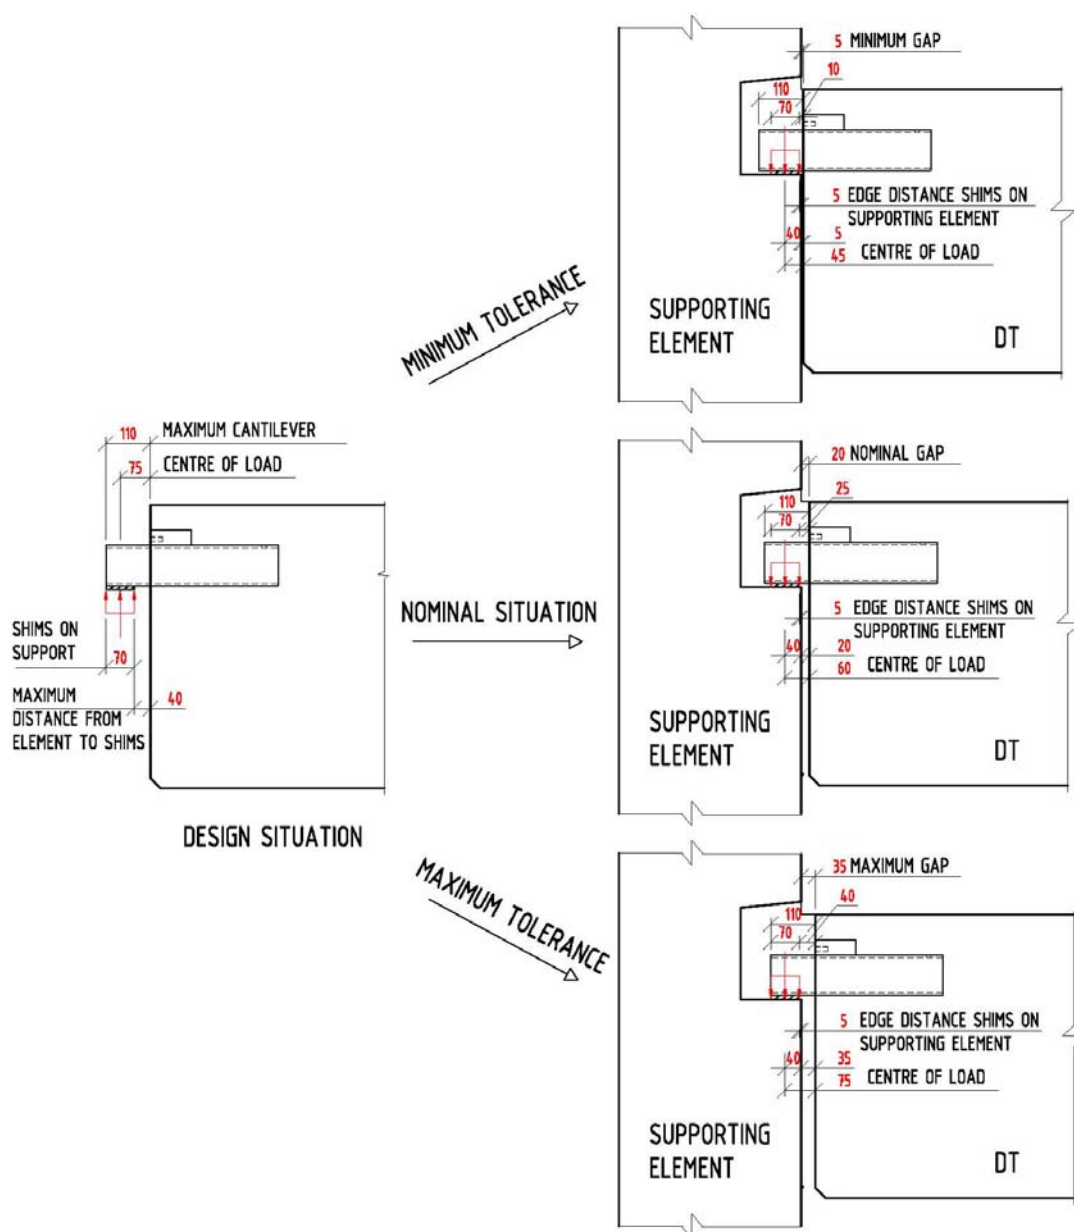 5 MINIMUM GAP
10
110
70
5 EDGE DISTANCE SHIMS ON
SUPPORTING ELEMENT
40 5
45 CENTRE OF LOAD
SUPPORTING
ELEMENT
DT
MINIMUM TOLERANCE
110 MAXIMUM CANTILEVER
75 CENTRE OF LOAD
SHIMS ON
SUPPORT
70
MAXIMUM
DISTANCE FROM
ELEMENT TO SHIMS
40
DESIGN SITUATION
NOMINAL SITUATION
20 NOMINAL GAP
25
110
70
5 EDGE DISTANCE SHIMS ON
SUPPORTING ELEMENT
40 20
60 CENTRE OF LOAD
SUPPORTING
ELEMENT
DT
MAXIMUM TOLERANCE
35 MAXIMUM GAP
40
110
70
5 EDGE DISTANCE SHIMS ON
SUPPORTING ELEMENT
40 35
75 CENTRE OF LOAD
SUPPORTING
ELEMENT
DT